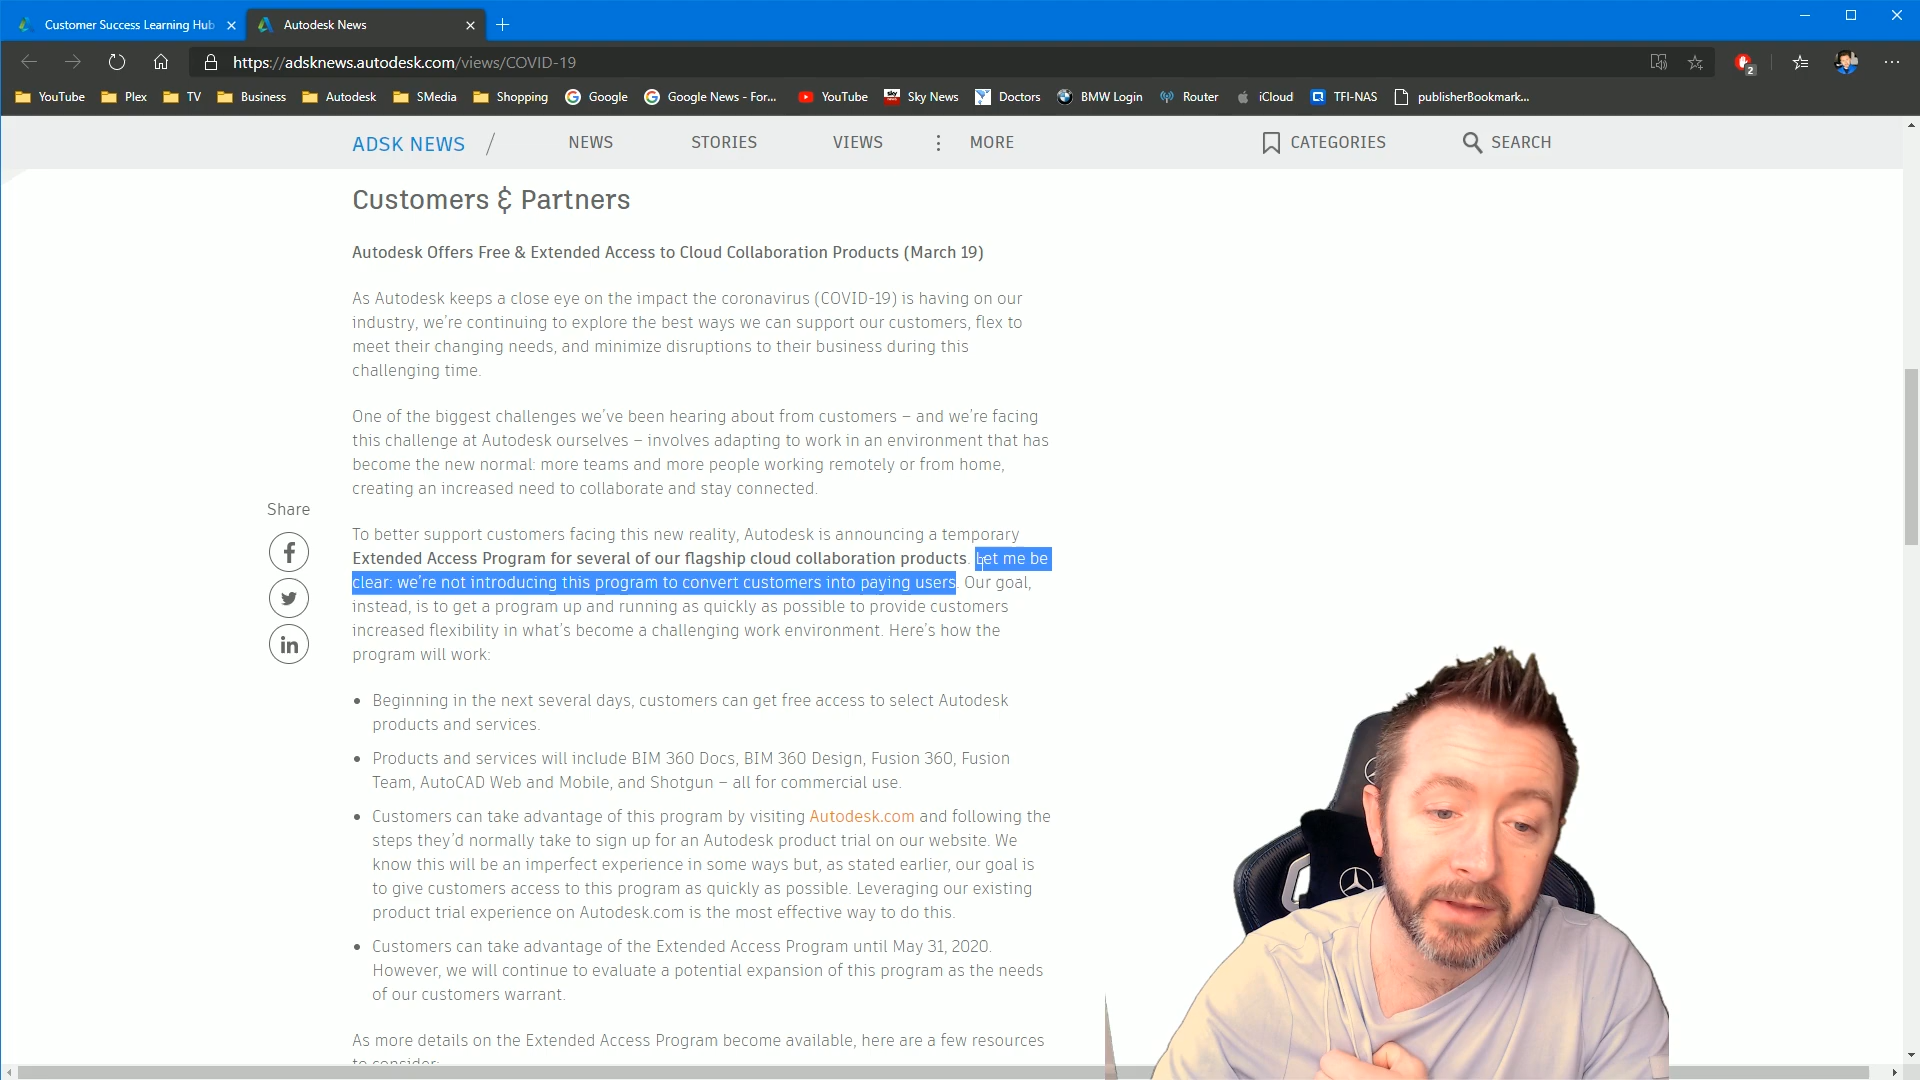 Customer Success Learning Hub
Autodesk News
https://adsknews.autodesk.com/views/COVID-19
2
YouTube Plex TV Business Autodesk SMedia Shopping Google Google News - For... YouTube Sky News Doctors BMW Login Router iCloud TFI-NAS publisherBookmark...
ADSK NEWS / NEWS STORIES VIEWS MORE CATEGORIES SEARCH
Customers & Partners
Autodesk Offers Free & Extended Access to Cloud Collaboration Products (March 19)
As Autodesk keeps a close eye on the impact the coronavirus (COVID-19) is having on our
industry, we're continuing to explore the best ways we can support our customers, flex to
meet their changing needs, and minimize disruptions to their business during this
challenging time.
One of the biggest challenges we've been hearing about from customers – and we're facing
this challenge at Autodesk ourselves – involves adapting to work in an environment that has
become the new normal: more teams and more people working remotely or from home,
creating an increased need to collaborate and stay connected.
Share
To better support customers facing this new reality, Autodesk is announcing a temporary
Extended Access Program for several of our flagship cloud collaboration products. Let me be
clear: we're not introducing this program to convert customers into paying users. Our goal,
instead, is to get a program up and running as quickly as possible to provide customers
increased flexibility in what's become a challenging work environment. Here's how the
program will work:
• Beginning in the next several days, customers can get free access to select Autodesk
products and services.
• Products and services will include BIM 360 Docs, BIM 360 Design, Fusion 360, Fusion
Team, AutoCAD Web and Mobile, and Shotgun – all for commercial use.
• Customers can take advantage of this program by visiting Autodesk.com and following the
steps they'd normally take to sign up for an Autodesk product trial on our website. We
know this will be an imperfect experience in some ways but, as stated earlier, our goal is
to give customers access to this program as quickly as possible. Leveraging our existing
product trial experience on Autodesk.com is the most effective way to do this.
• Customers can take advantage of the Extended Access Program until May 31, 2020.
However, we will continue to evaluate a potential expansion of this program as the needs
of our customers warrant.
As more details on the Extended Access Program become available, here are a few resources
to consider: